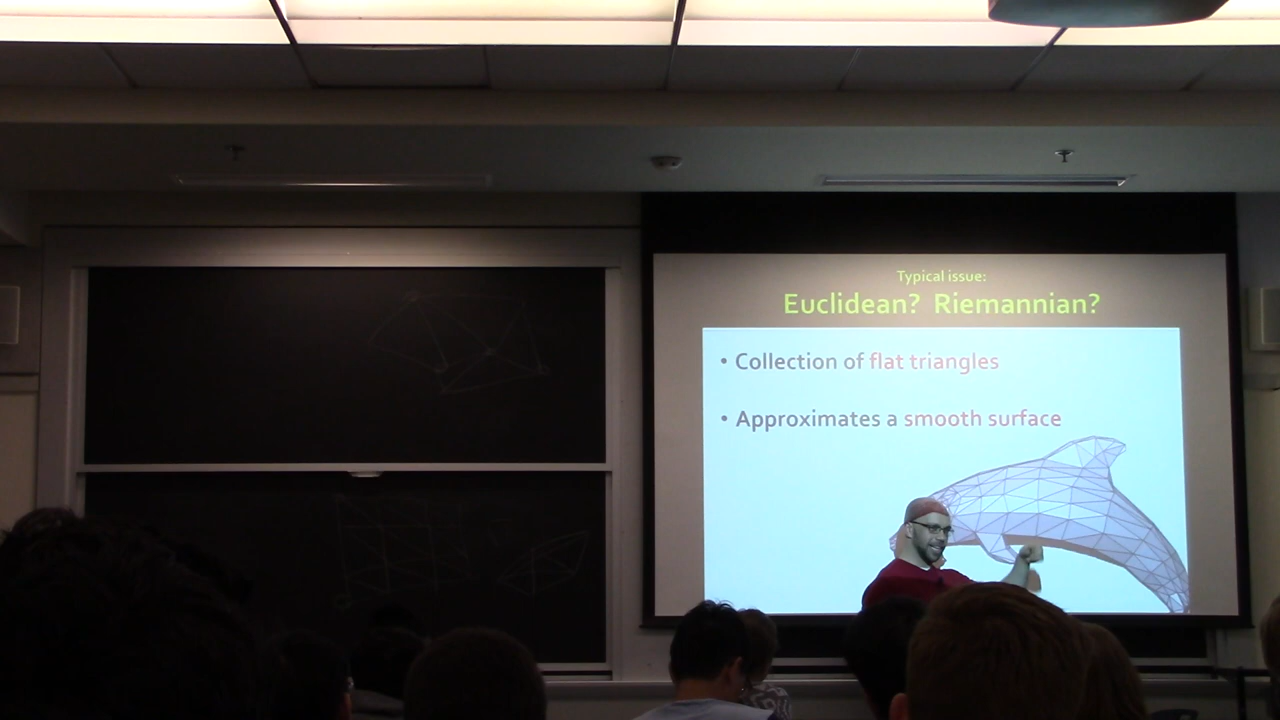 Typical issue:
Euclidean? Riemannian?
• Collection of flat triangles
• Approximates a smooth surface